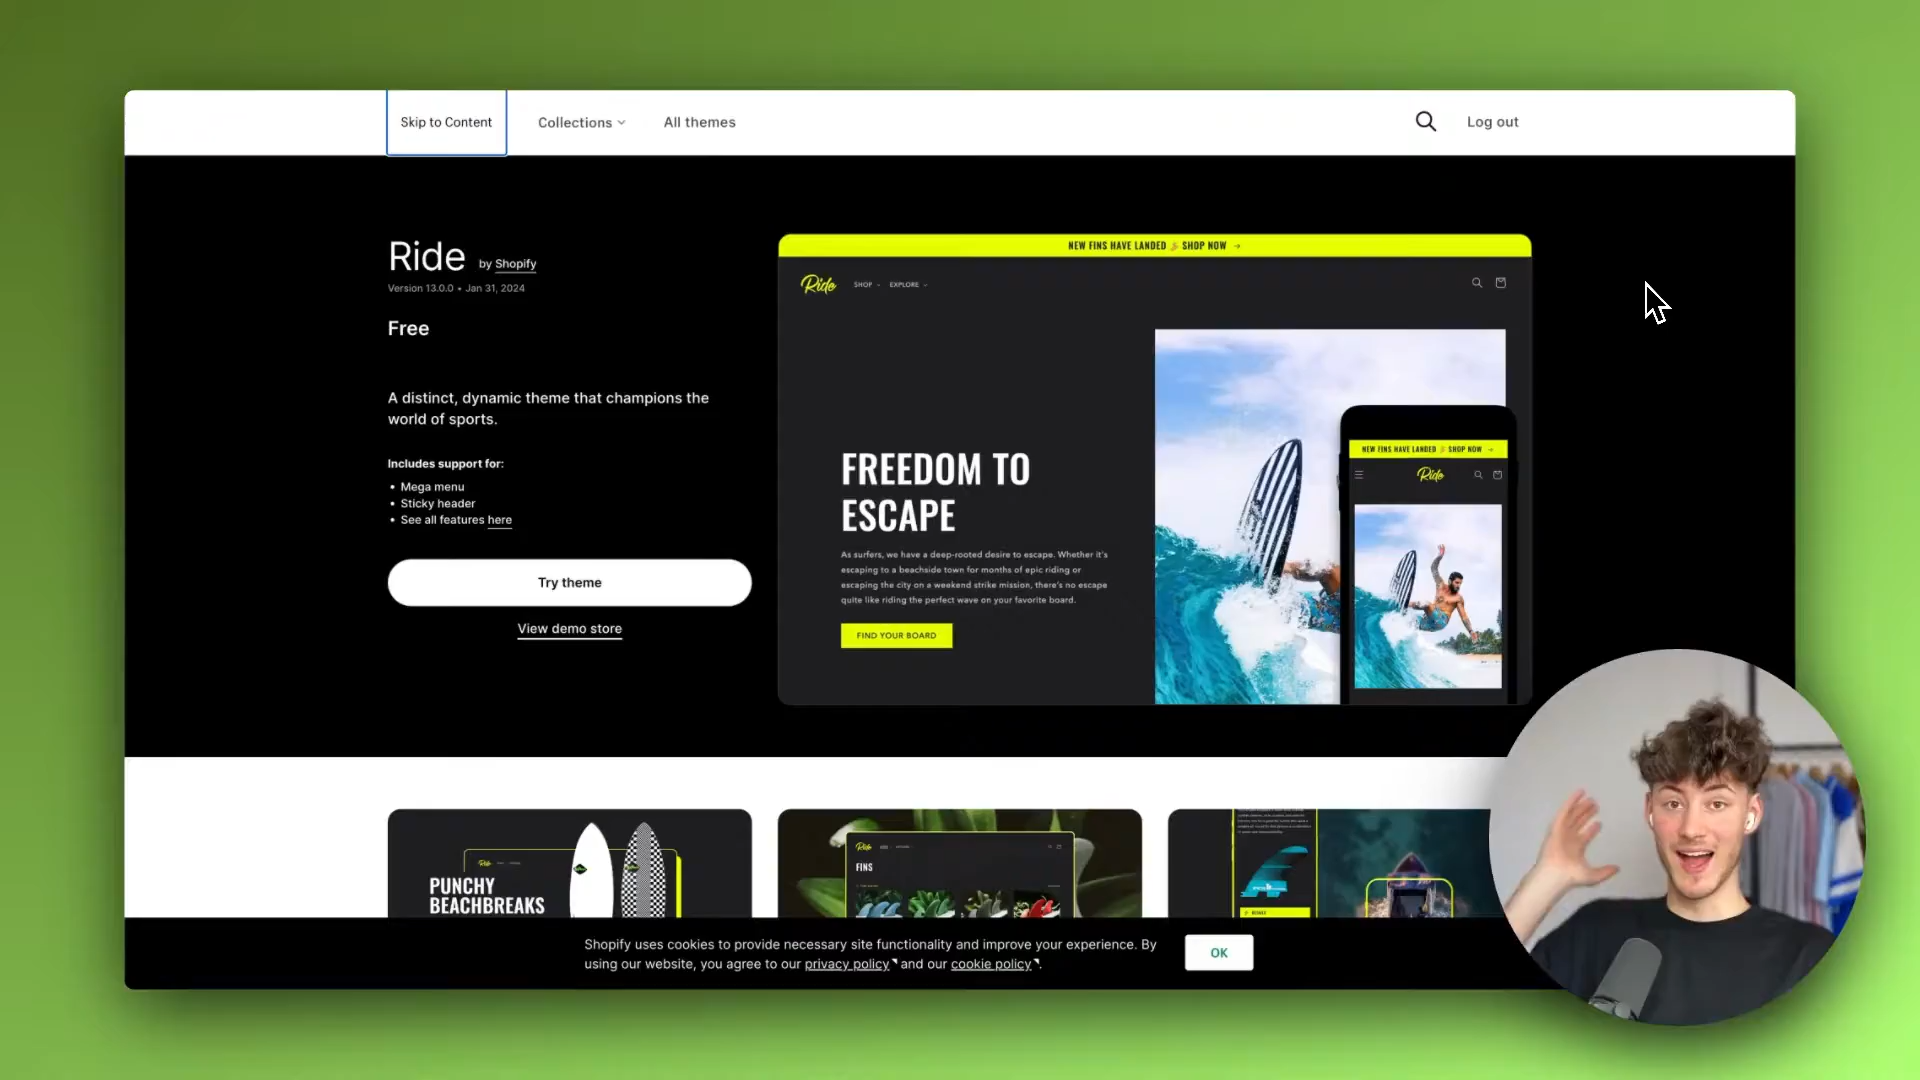 Skip to Content
Collections
All themes
Log out
Ride by Shopify
Version 13.0.0 • Jan 31, 2024
Free
A distinct, dynamic theme that champions the
world of sports.
Includes support for:
• Mega menu
• Sticky header
• See all features here
Try theme
View demo store
NEW FINS HAVE LANDED 🏄 SHOP NOW →
Ride SHOP EXPLORE
FREEDOM TO
ESCAPE
As surfers, we have a deep-rooted desire to escape. Whether it's
escaping to a beachside town for months of epic riding or
escaping the city on a weekend strike mission, there's no escape
quite like riding the perfect wave on your favorite board.
FIND YOUR BOARD
NEW FINS HAVE LANDED 🏄 SHOP NOW →
Ride
Ride
PUNCHY
BEACHBREAKS
Ride
FINS
Shopify uses cookies to provide necessary site functionality and improve your experience. By
using our website, you agree to our privacy policy and our cookie policy.
OK